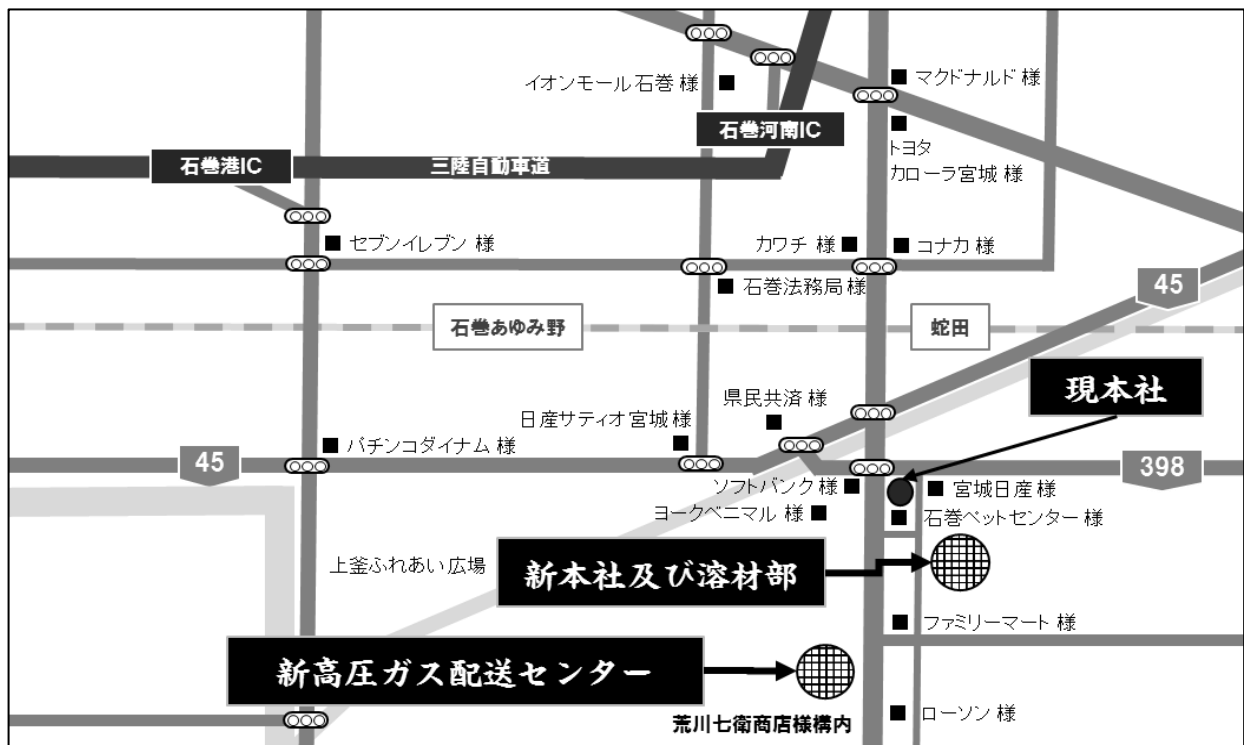 イオンモール石巻 様
マクドナルド 様
石巻河南IC
トヨタ
カローラ宮城 様
石巻港IC
三陸自動車道
セブンイレブン 様
カワチ 様
コナカ 様
石巻法務局 様
45
石巻あゆみ野
蛇田
現本社
県民共済 様
日産サティオ宮城 様
パチンコダイナム 様
45
398
ソフトバンク 様
宮城日産 様
ヨークベニマル 様
石巻ペットセンター 様
上釜ふれあい広場
新本社及び溶材部
ファミリーマート 様
新高圧ガス配送センター
荒川七衛商店様構内
ローソン 様